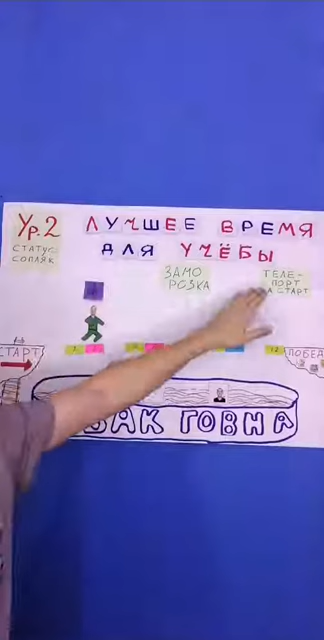 Ур.2
ЛУЧШЕЕ ВРЕМЯ
ДЛЯ УЧЁБЫ
СТАТУС:
СОПЛЯК
ЗАМО
РОЗКА
ТЕЛЕ-
ПОРТ
НА СТАРТ
СТАРТ
ПОБЕДА
БАК ГОВНА